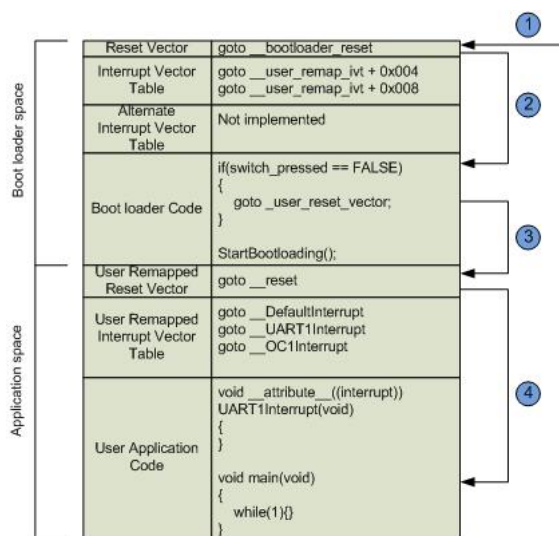 1
Boot loader space
Reset Vector
goto __bootloader_reset
Interrupt Vector
Table
goto __user_remap_ivt + 0x004
goto __user_remap_ivt + 0x008
2
Alternate
Interrupt Vector
Table
Not implemented
Boot loader Code
if(switch_pressed == FALSE)
{
goto _user_reset_vector;
}
StartBootloading();
3
Application space
User Remapped
Reset Vector
goto __reset
User Remapped
Interrupt Vector
Table
goto __DefaultInterrupt
goto __UART1Interrupt
goto __OC1Interrupt
4
User Application
Code
void __attribute__((interrupt))
UART1Interrupt(void)
{
}
void main(void)
{
while(1){}
}